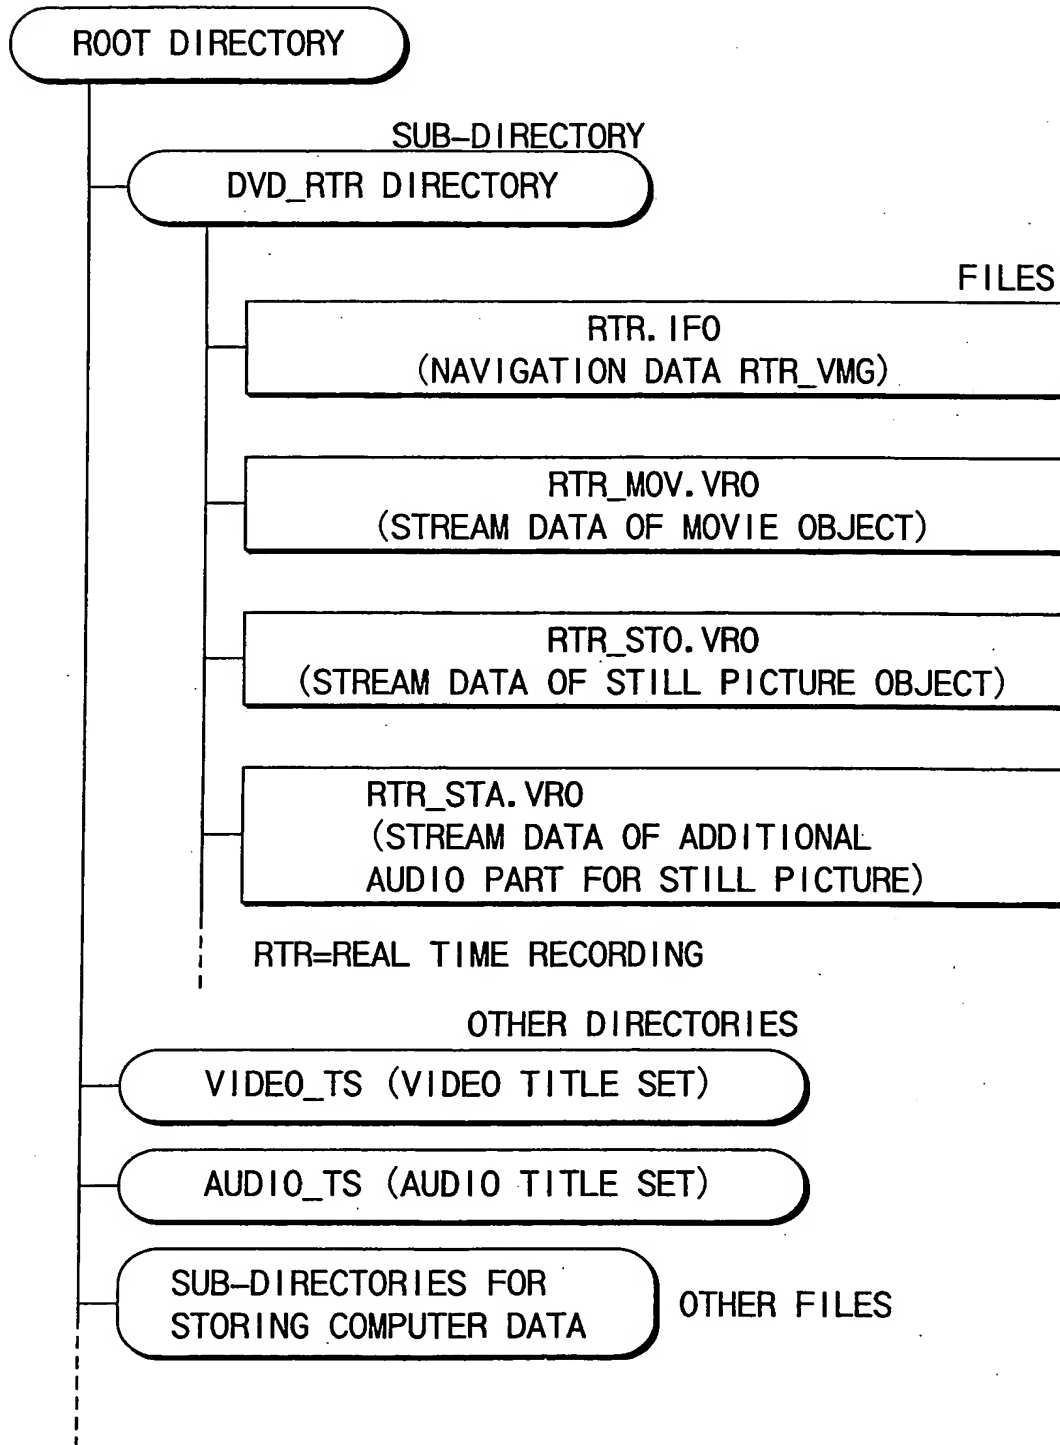 ROOT DIRECTORY
SUB-DIRECTORY
DVD_RTR DIRECTORY
FILES
RTR.IFO
(NAVIGATION DATA RTR_VMG)
RTR_MOV.VRO
(STREAM DATA OF MOVIE OBJECT)
RTR_STO.VRO
(STREAM DATA OF STILL PICTURE OBJECT)
RTR_STA.VRO
(STREAM DATA OF ADDITIONAL
AUDIO PART FOR STILL PICTURE)
RTR=REAL TIME RECORDING
OTHER DIRECTORIES
VIDEO_TS (VIDEO TITLE SET)
AUDIO_TS (AUDIO TITLE SET)
SUB-DIRECTORIES FOR
STORING COMPUTER DATA
OTHER FILES